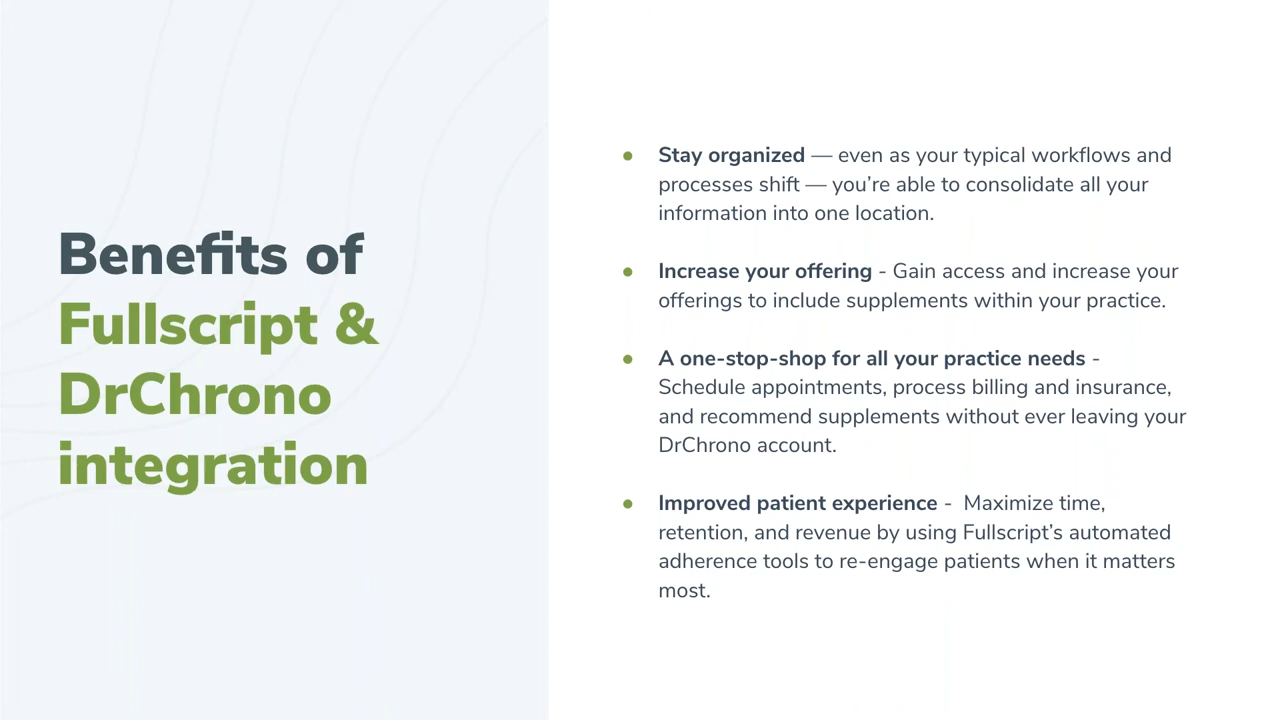 Benefits of
Fullscript &
DrChrono
integration
● Stay organized — even as your typical workflows and
processes shift — you’re able to consolidate all your
information into one location.
● Increase your offering - Gain access and increase your
offerings to include supplements within your practice.
● A one-stop-shop for all your practice needs -
Schedule appointments, process billing and insurance,
and recommend supplements without ever leaving your
DrChrono account.
● Improved patient experience -  Maximize time,
retention, and revenue by using Fullscript’s automated
adherence tools to re-engage patients when it matters
most.